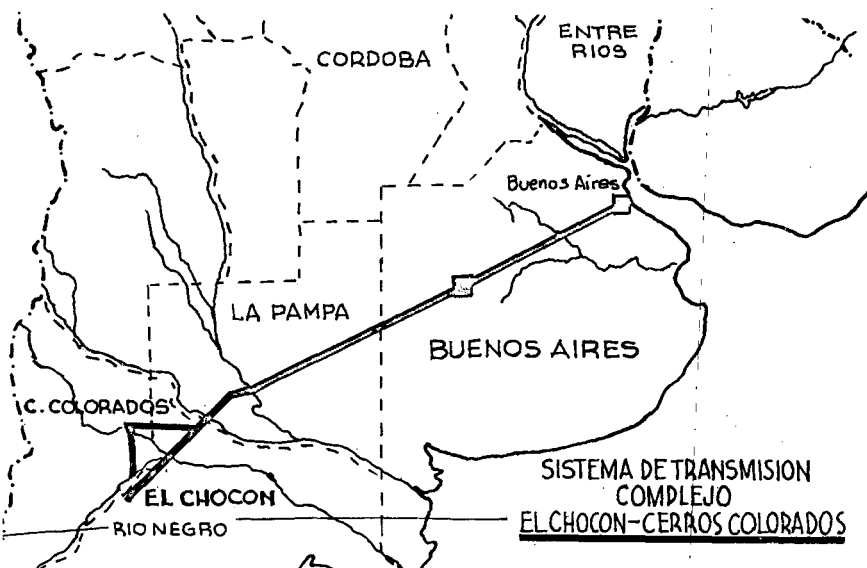 CORDOBA
ENTRE
RIOS
Buenos Aires
LA PAMPA
BUENOS AIRES
C. COLORADOS
EL CHOCON
RIO NEGRO
SISTEMA DE TRANSMISION
COMPLEJO
EL CHOCON-CERROS COLORADOS